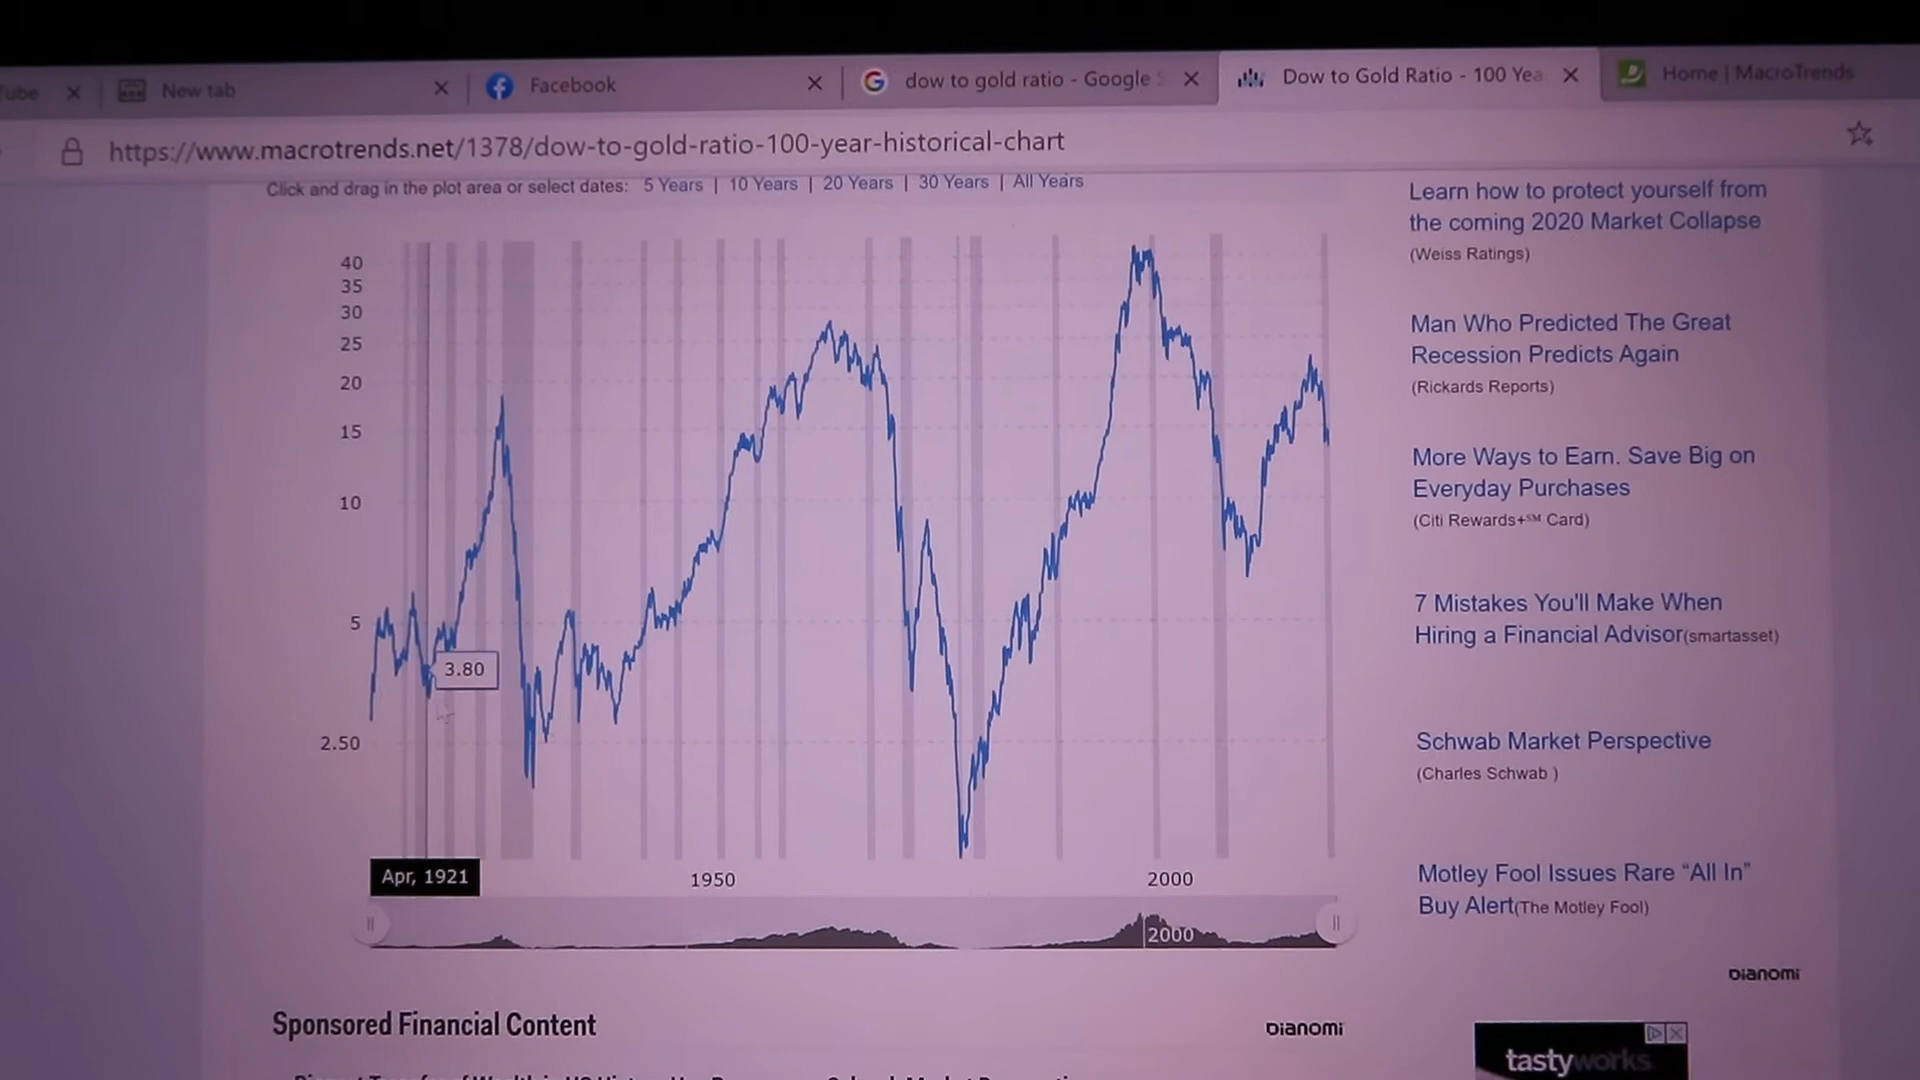 Tube
New tab
Facebook
dow to gold ratio - Google S
Dow to Gold Ratio - 100 Yea
Home | MacroTrends
https://www.macrotrends.net/1378/dow-to-gold-ratio-100-year-historical-chart
Click and drag in the plot area or select dates: 5 Years | 10 Years | 20 Years | 30 Years | All Years
40
35
30
25
20
15
10
5
2.50
3.80
Apr, 1921
1950
2000
2000
Learn how to protect yourself from
the coming 2020 Market Collapse
(Weiss Ratings)
Man Who Predicted The Great
Recession Predicts Again
(Rickards Reports)
More Ways to Earn. Save Big on
Everyday Purchases
(Citi Rewards+℠ Card)
7 Mistakes You'll Make When
Hiring a Financial Advisor(smartasset)
Schwab Market Perspective
(Charles Schwab )
Motley Fool Issues Rare “All In”
Buy Alert(The Motley Fool)
DIANOMI
Sponsored Financial Content
DIANOMI
tastyworks